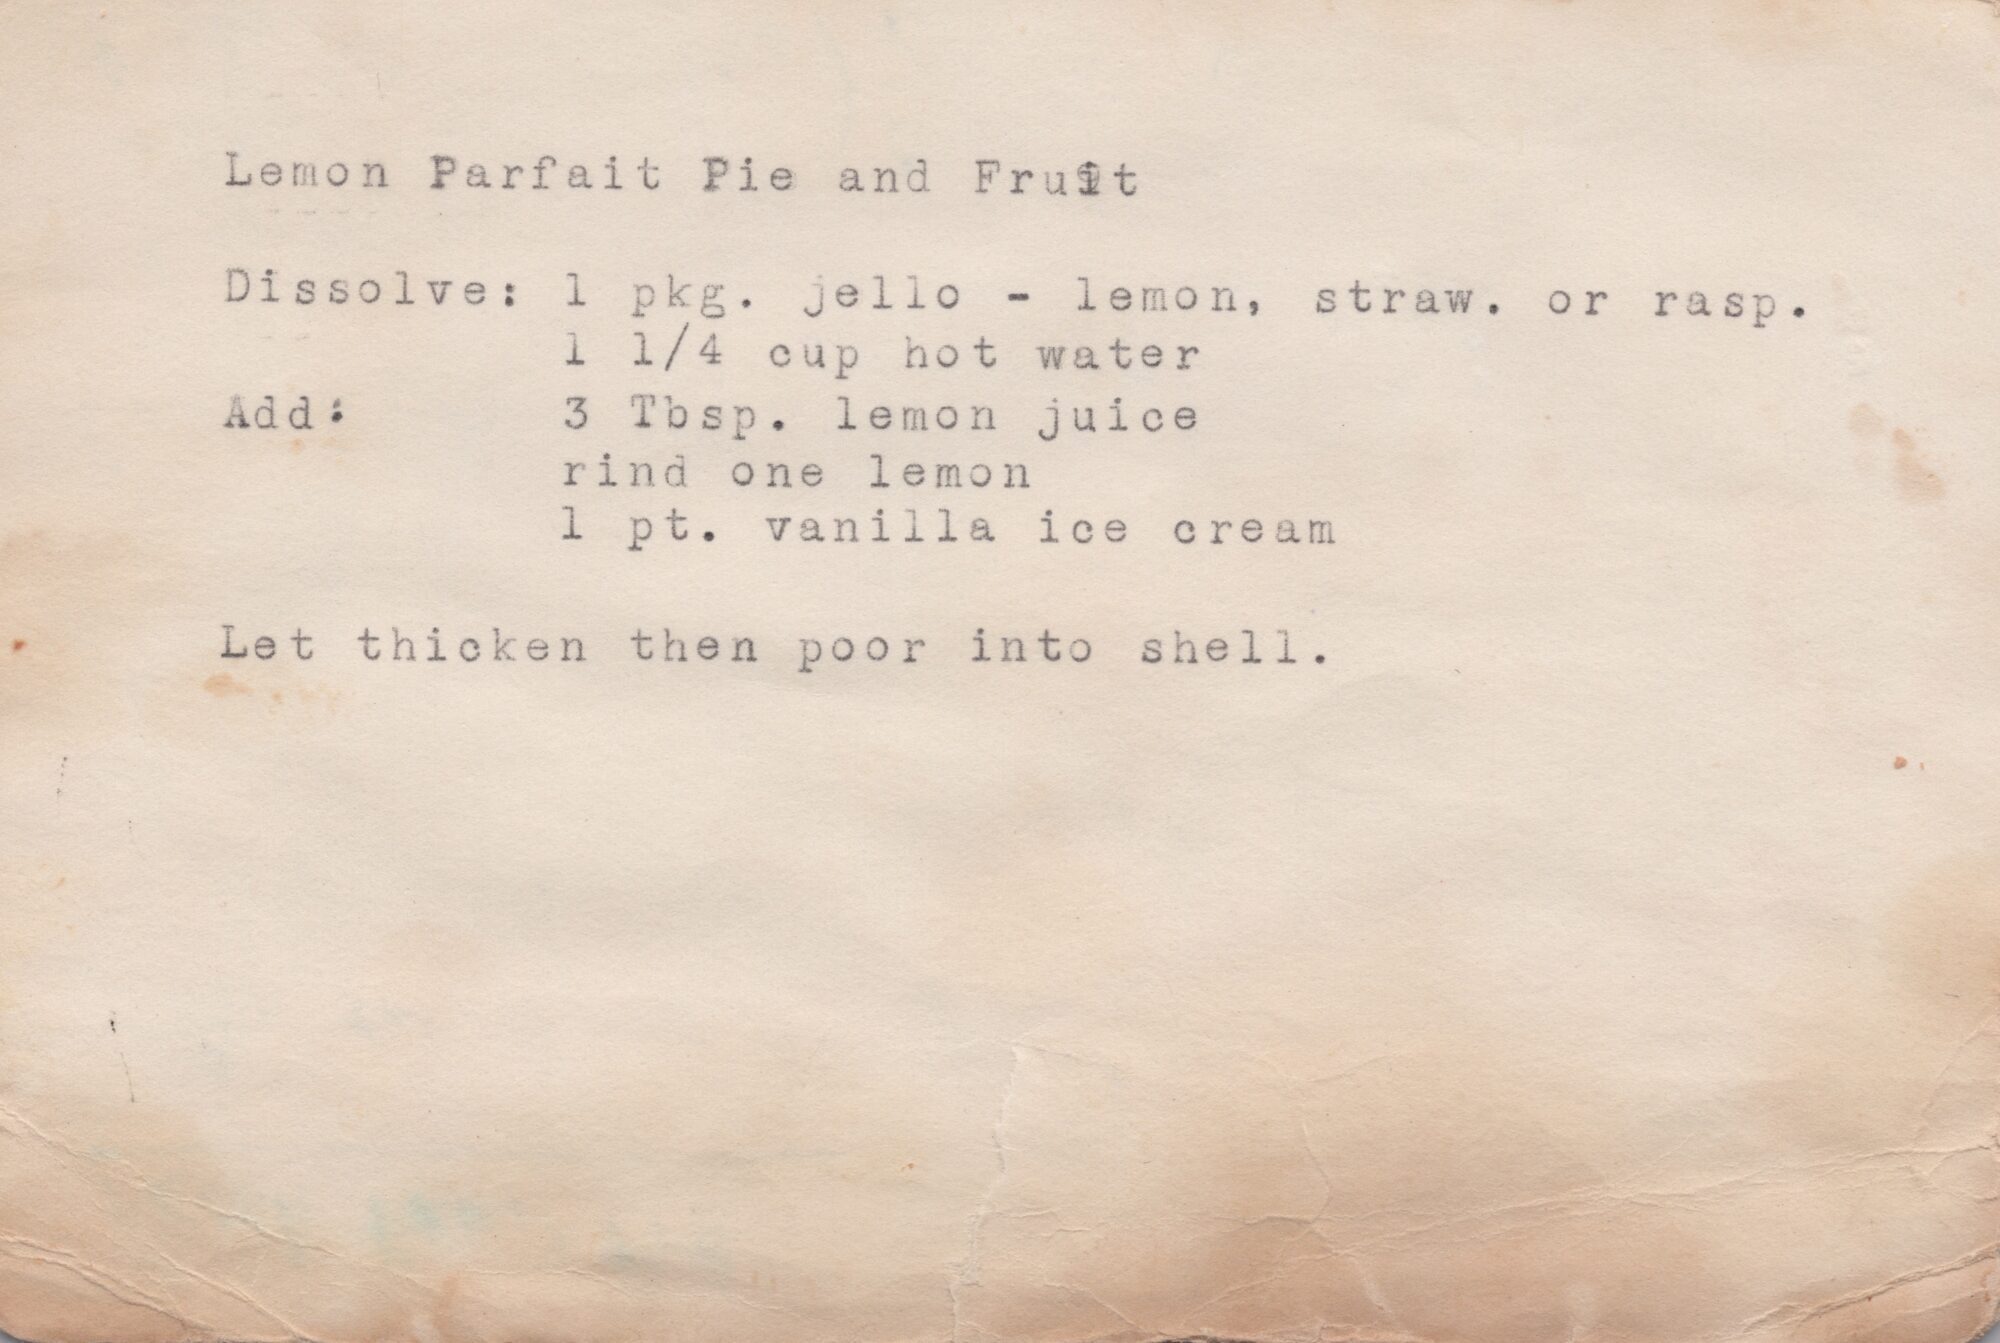 Lemon Parfait Pie and Fruit
Dissolve: 1 pkg. jello - lemon, straw. or rasp.
1 1/4 cup hot water
Add: 3 Tbsp. lemon juice
rind one lemon
1 pt. vanilla ice cream
Let thicken then poor into shell.